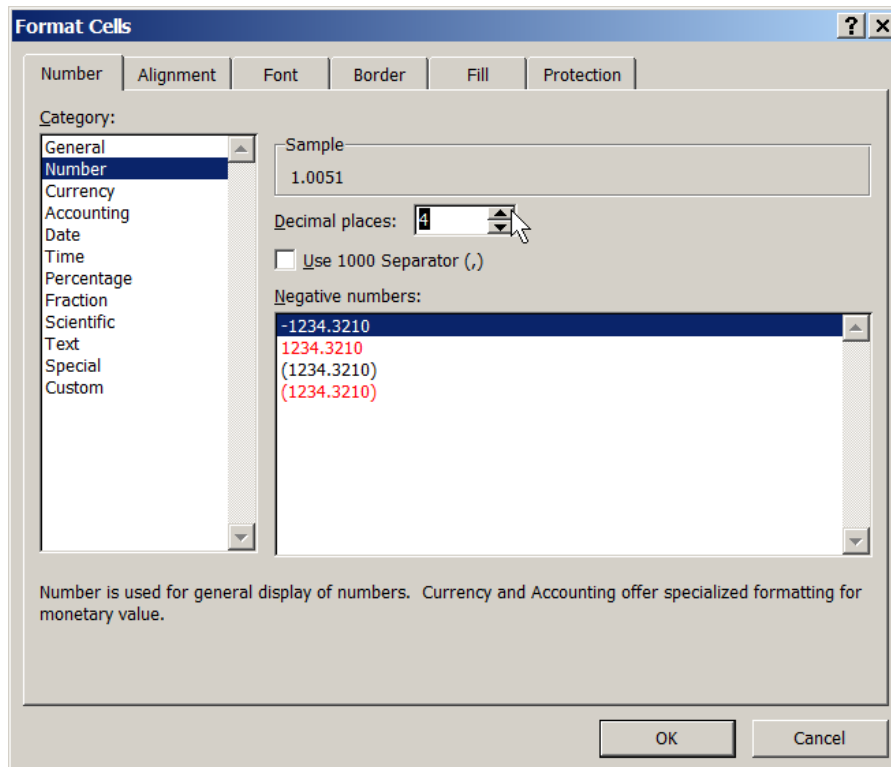 Format Cells
Number Alignment Font Border Fill Protection
Category:
General
Number
Currency
Accounting
Date
Time
Percentage
Fraction
Scientific
Text
Special
Custom
Sample
1.0051
Decimal places: 4
Use 1000 Separator (,)
Negative numbers:
-1234.3210
1234.3210
(1234.3210)
(1234.3210)
Number is used for general display of numbers. Currency and Accounting offer specialized formatting for
monetary value.
OK Cancel